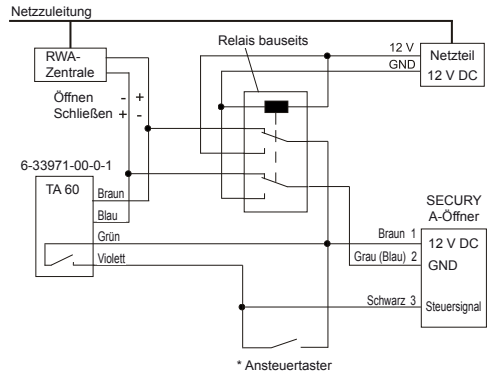 Netzzuleitung
Relais bauseits
12 V
GND
Netzteil
12 V DC
RWA-
Zentrale
Öffnen - +
Schließen + -
6-33971-00-0-1
TA 60
Braun
Blau
Grün
Violett
SECURY
A-Öffner
Braun 1
12 V DC
Grau (Blau) 2
GND
Schwarz 3
Steuersignal
* Ansteuertaster